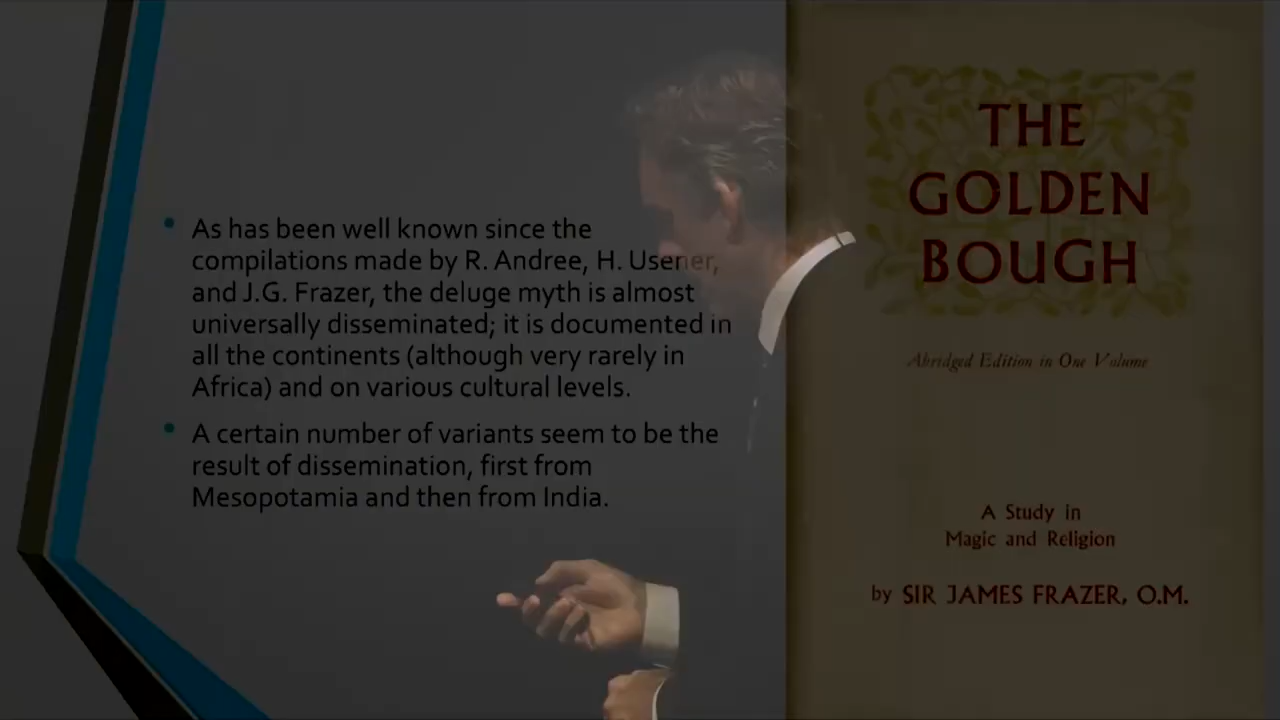 As has been well known since the
compilations made by R. Andree, H. Usener,
and J.G. Frazer, the deluge myth is almost
universally disseminated; it is documented in
all the continents (although very rarely in
Africa) and on various cultural levels.
A certain number of variants seem to be the
result of dissemination, first from
Mesopotamia and then from India.
THE
GOLDEN
BOUGH
Abridged Edition in One Volume
A Study in
Magic and Religion
by SIR JAMES FRAZER, O.M.